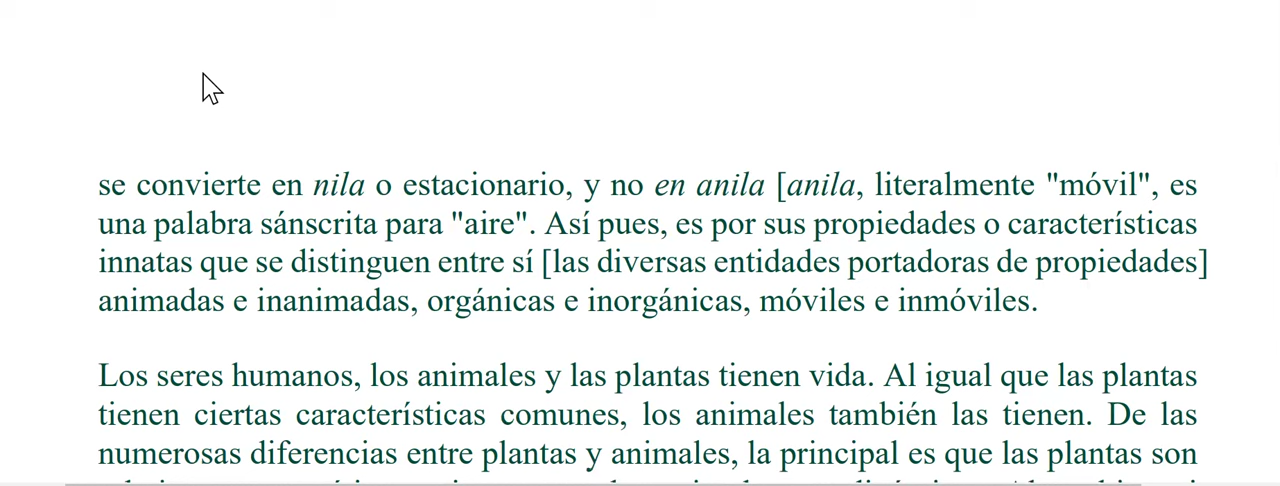 se convierte en nila o estacionario, y no en anila [anila, literalmente "móvil", es
una palabra sánscrita para "aire". Así pues, es por sus propiedades o características
innatas que se distinguen entre sí [las diversas entidades portadoras de propiedades]
animadas e inanimadas, orgánicas e inorgánicas, móviles e inmóviles.
Los seres humanos, los animales y las plantas tienen vida. Al igual que las plantas
tienen ciertas características comunes, los animales también las tienen. De las
numerosas diferencias entre plantas y animales, la principal es que las plantas son